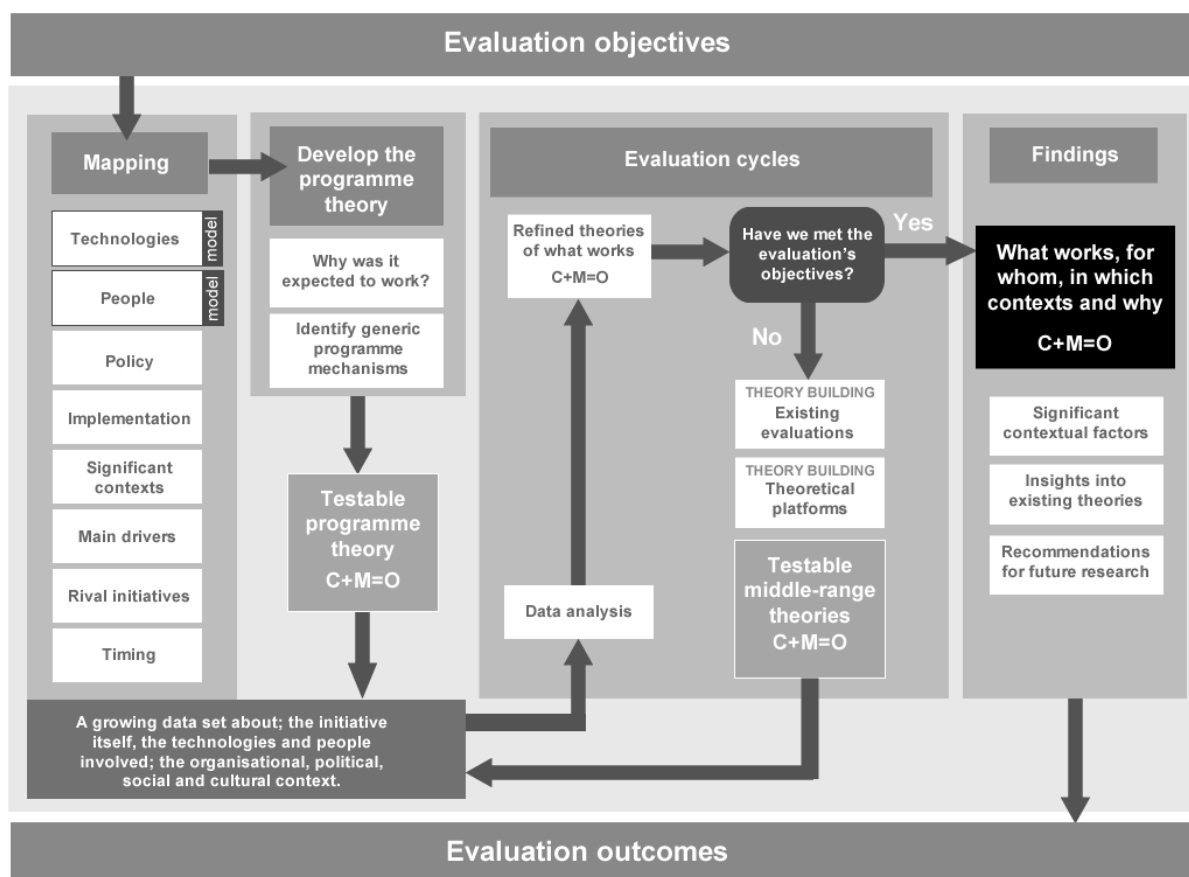 Evaluation objectives
Mapping
Technologies
model
People
model
Policy
Implementation
Significant
contexts
Main drivers
Rival initiatives
Timing
Develop the
programme
theory
Why was it
expected to work?
Identify generic
programme
mechanisms
Testable
programme
theory
C+M=O
A growing data set about; the initiative
itself, the technologies and people
involved; the organisational, political,
social and cultural context.
Evaluation cycles
Refined theories
of what works
C+M=O
Data analysis
Have we met the
evaluation's
objectives?
Yes
No
THEORY BUILDING
Existing
evaluations
THEORY BUILDING
Theoretical
platforms
Testable
middle-range
theories
C+M=O
Findings
What works, for
whom, in which
contexts and why
C+M=O
Significant
contextual factors
Insights into
existing theories
Recommendations
for future research
Evaluation outcomes